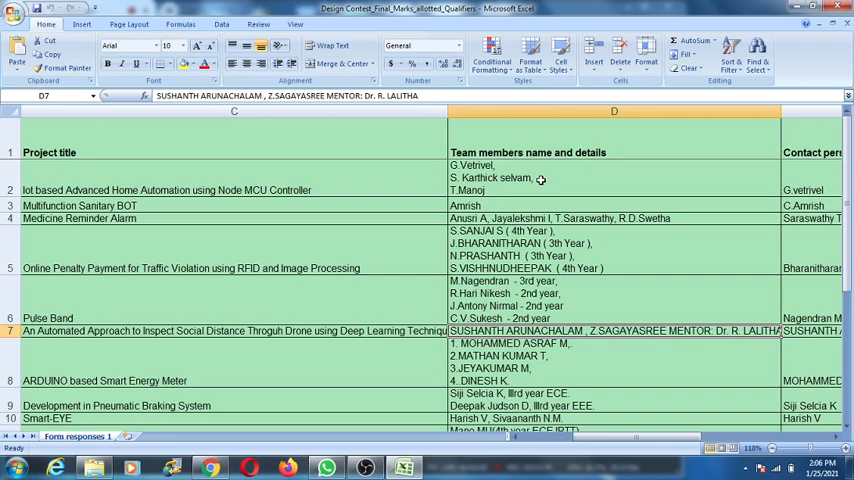 Design Contest_Final_Marks_allotted_Qualifiers - Microsoft Excel
Home Insert Page Layout Formulas Data Review View
Cut
Copy
Format Painter
Paste
Clipboard
Arial 10
Font
Wrap Text
Merge & Center
Alignment
General
Number
Conditional Formatting
Format as Table
Cell Styles
Styles
Insert Delete Format
Cells
AutoSum
Fill
Clear
Sort & Filter
Find & Select
Editing
D7 SUSHANTH ARUNACHALAM , Z.SAGAYASREE MENTOR: Dr. R. LALITHA
C D
1 Project title Team members name and details Contact pers
G.Vetrivel,
S. Karthick selvam,
2 Iot based Advanced Home Automation using Node MCU Controller T.Manoj G.vetrivel
3 Multifunction Sanitary BOT Amrish C.Amrish
4 Medicine Reminder Alarm Anusri A, Jayalekshmi I, T.Saraswathy, R.D.Swetha Saraswathy T
S.SANJAI S ( 4th Year ),
J.BHARANITHARAN ( 3th Year ),
N.PRASHANTH ( 3th Year ),
5 Online Penalty Payment for Traffic Violation using RFID and Image Processing S.VISHHNUDHEEPAK ( 4th Year ) Bharanitharan
M.Nagendran - 3rd year,
R.Hari Nikesh - 2nd year,
J.Antony Nirmal - 2nd year
6 Pulse Band C.V.Sukesh - 2nd year Nagendran M
7 An Automated Approach to Inspect Social Distance Throguh Drone using Deep Learning Techniqu SUSHANTH ARUNACHALAM , Z.SAGAYASREE MENTOR: Dr. R. LALITHA SUSHANTH A
1. MOHAMMED ASRAF M,.
2.MATHAN KUMAR T,
3.JEYAKUMAR M,
8 ARDUINO based Smart Energy Meter 4..DINESH K. MOHAMMED
Siji Selcia K, IIIrd year ECE.
9 Development in Pneumatic Braking System Deepak Judson D, IIIrd year EEE. Siji Selcia K
10 Smart-EYE Harish V, Sivaananth N.M. Harish V
Form responses 1
Ready 118%
2:06 PM
1/25/2021